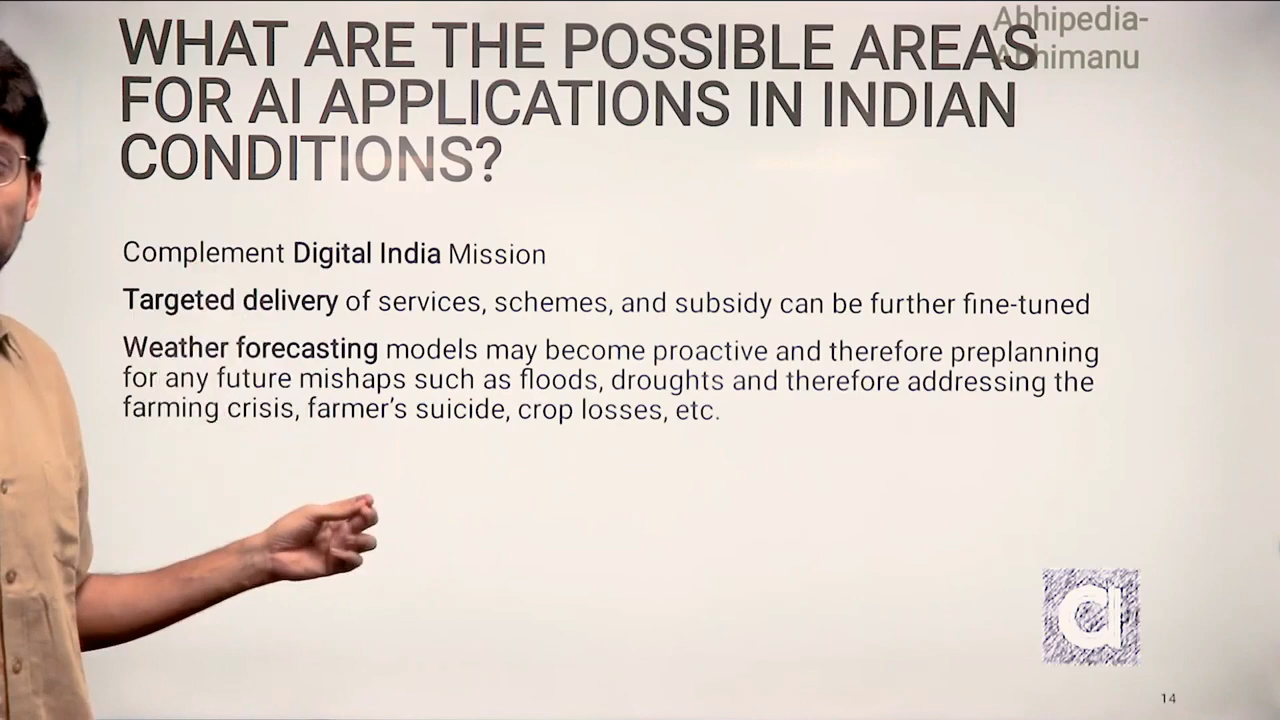 WHAT ARE THE POSSIBLE AREAS
FOR AI APPLICATIONS IN INDIAN
CONDITIONS?
Abhipedia-
Abhimanu
Complement Digital India Mission
Targeted delivery of services, schemes, and subsidy can be further fine-tuned
Weather forecasting models may become proactive and therefore preplanning
for any future mishaps such as floods, droughts and therefore addressing the
farming crisis, farmer's suicide, crop losses, etc.
a
14